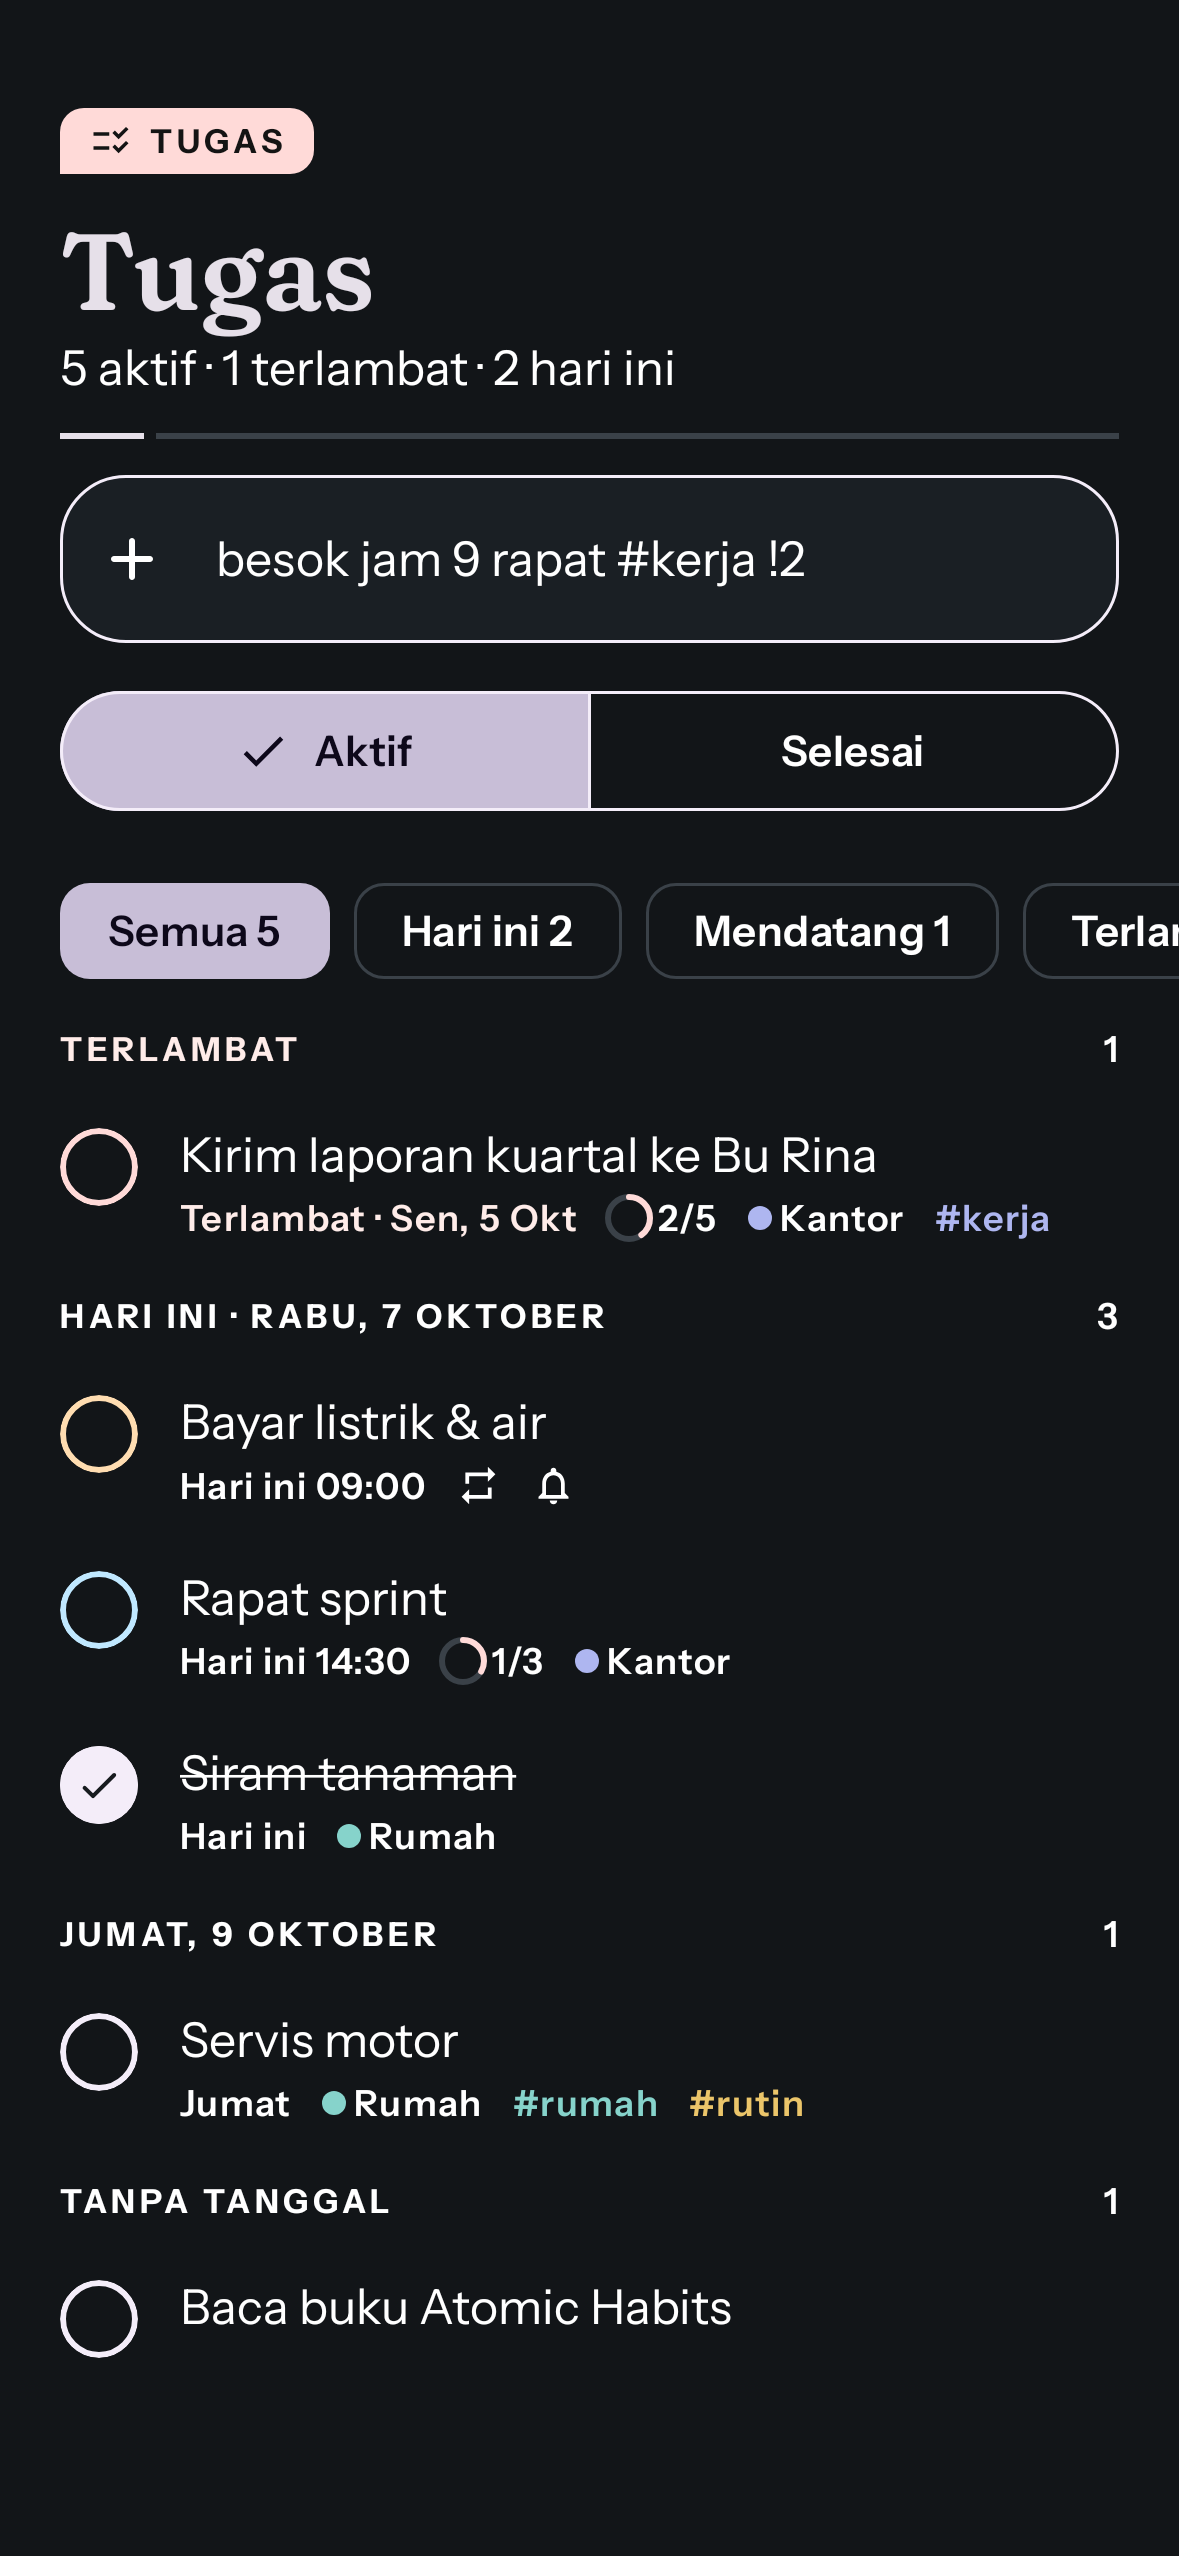 TUGAS
Tugas
5 aktif · 1 terlambat · 2 hari ini
besok jam 9 rapat #kerja !2
Aktif
Selesai
Semua 5
Hari ini 2
Mendatang 1
TERLAMBAT 1
Kirim laporan kuartal ke Bu Rina
Terlambat · Sen, 5 Okt 2/5 Kantor #kerja
HARI INI · RABU, 7 OKTOBER 3
Bayar listrik & air
Hari ini 09:00
Rapat sprint
Hari ini 14:30 1/3 Kantor
Siram tanaman
Hari ini Rumah
JUMAT, 9 OKTOBER 1
Servis motor
Jumat Rumah #rumah #rutin
TANPA TANGGAL 1
Baca buku Atomic Habits